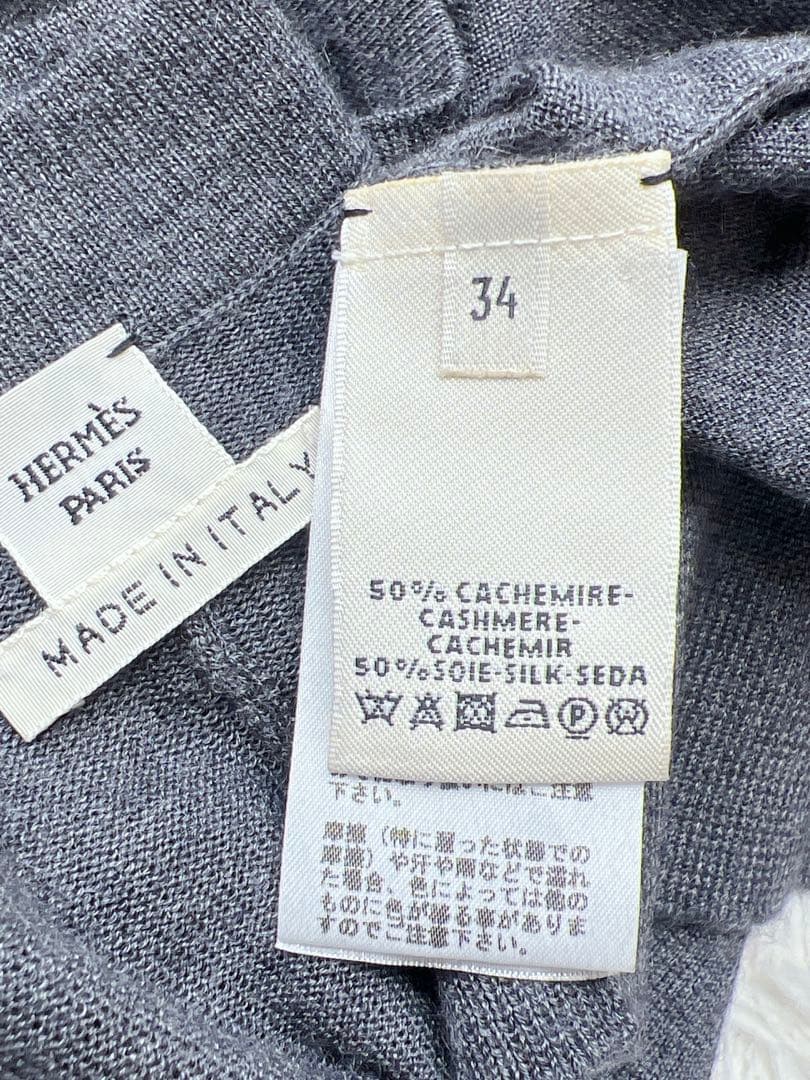 HERMÈS
PARIS
MADE IN ITALY
34
50% CACHEMIRE-
CASHMERE-
CACHEMIR
50%SOIE-SILK-SEDA
P
W
下さい。
摩擦（特に湿った状態での
摩擦）や汗や雨などで濡れ
た場合、色によっては他の
ものに色が移る事がありま
すのでご注意下さい。